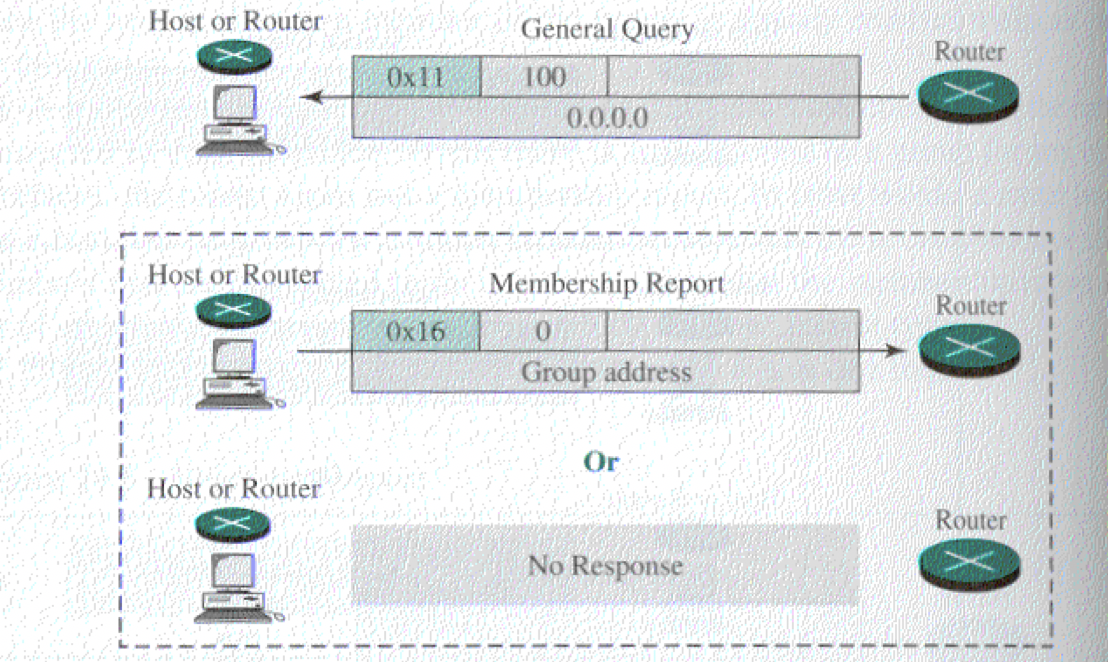 Host or Router
General Query
Router
0x11 100
0.0.0.0
Host or Router
Membership Report
Router
0x16 0
Group address
Or
Host or Router
Router
No Response